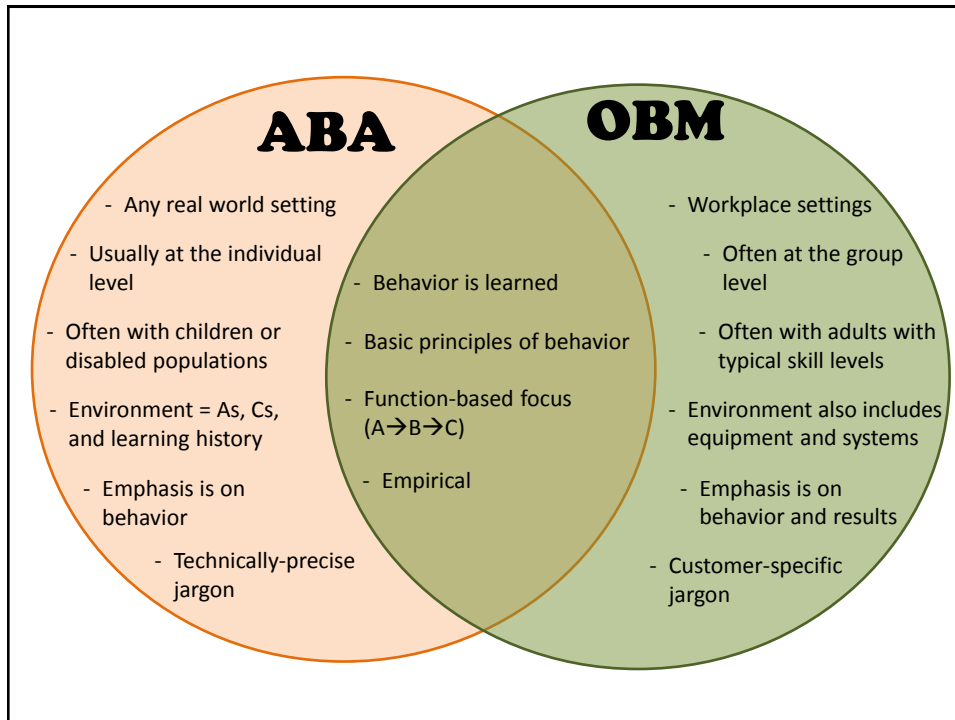 ABA
- Any real world setting
- Usually at the individual
level
- Often with children or
disabled populations
- Environment = As, Cs,
and learning history
- Emphasis is on
behavior
- Technically-precise
jargon
- Behavior is learned
- Basic principles of behavior
- Function-based focus
(A→B→C)
- Empirical
OBM
- Workplace settings
- Often at the group
level
- Often with adults with
typical skill levels
- Environment also includes
equipment and systems
- Emphasis is on
behavior and results
- Customer-specific
jargon